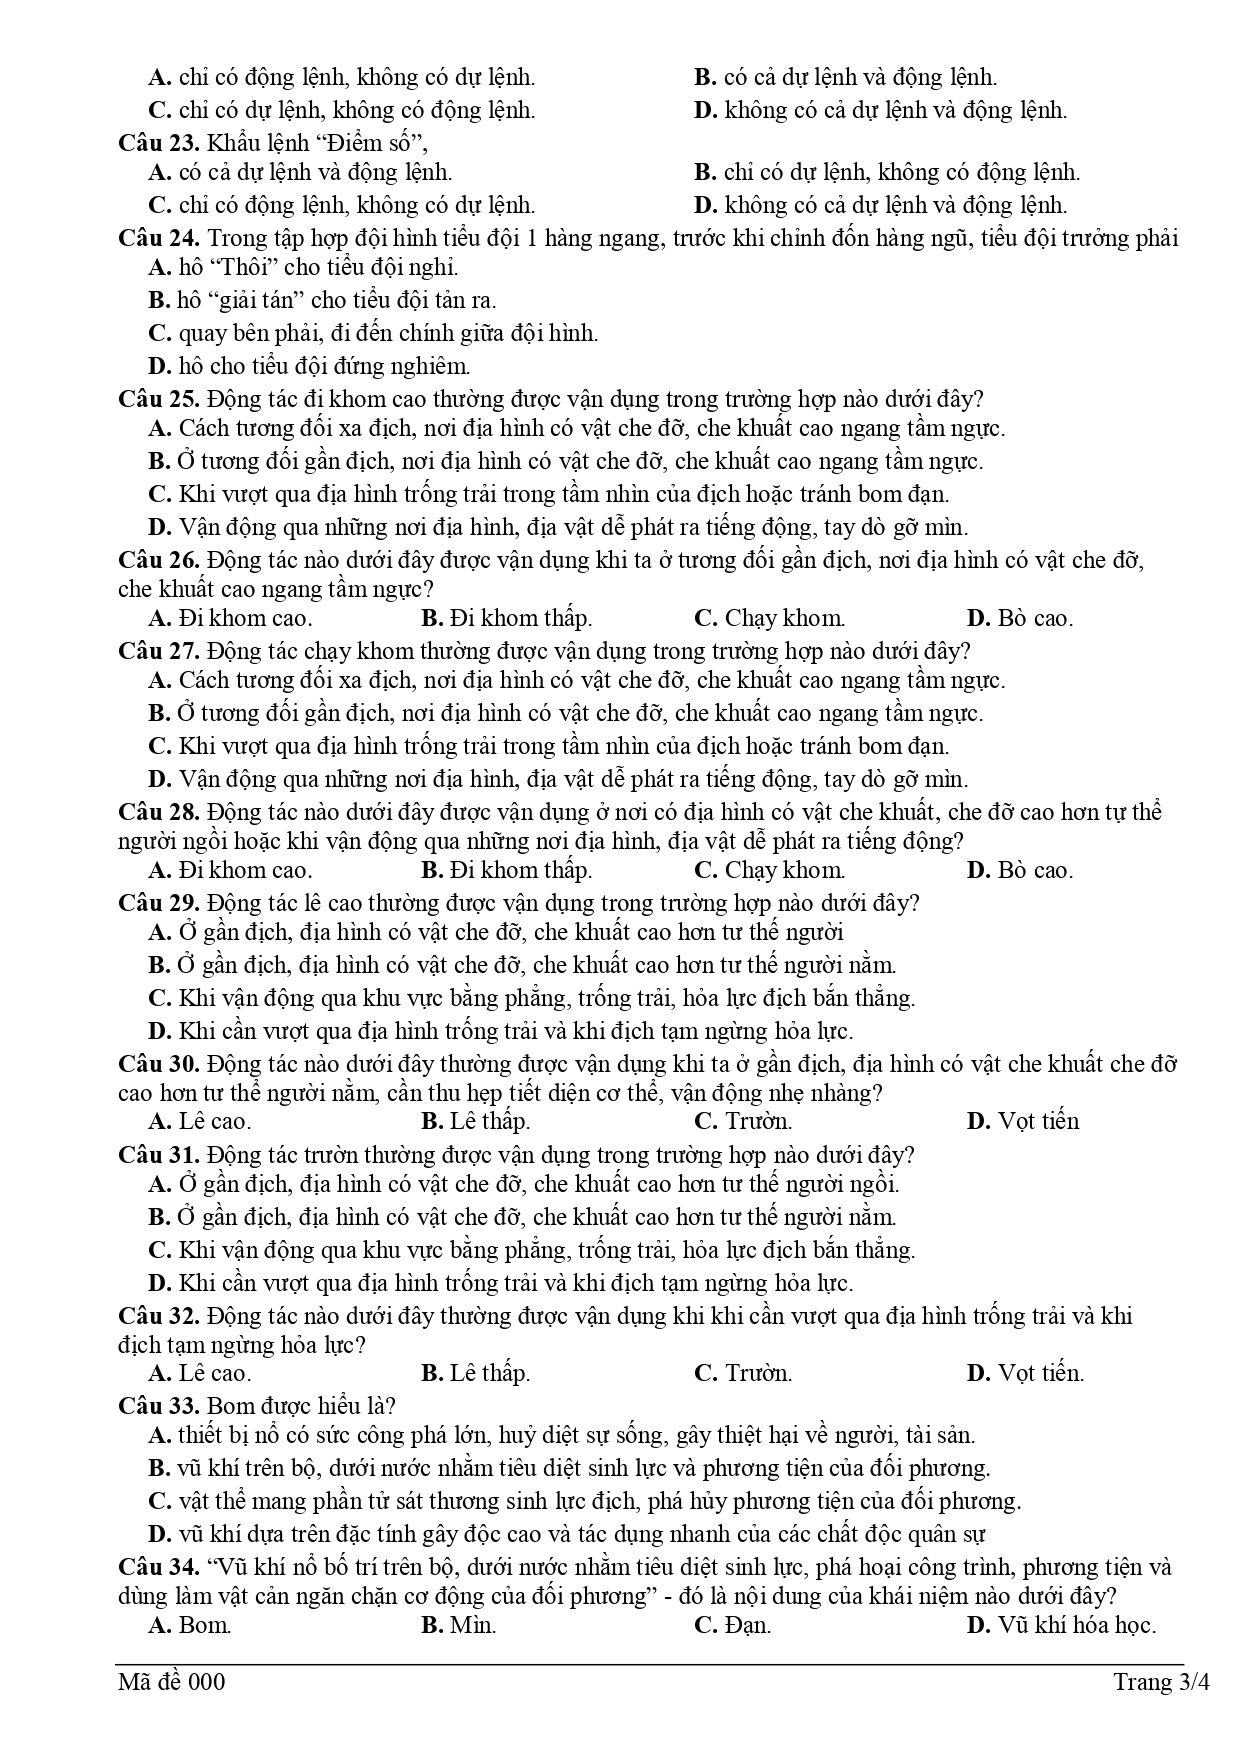 A. chỉ có động lệnh, không có dự lệnh. B. có cả dự lệnh và động lệnh.
C. chỉ có dự lệnh, không có động lệnh. D. không có cả dự lệnh và động lệnh.
Câu 23. Khẩu lệnh “Điểm số”,
A. có cả dự lệnh và động lệnh. B. chỉ có dự lệnh, không có động lệnh.
C. chỉ có động lệnh, không có dự lệnh. D. không có cả dự lệnh và động lệnh.
Câu 24. Trong tập hợp đội hình tiểu đội 1 hàng ngang, trước khi chỉnh đốn hàng ngũ, tiểu đội trưởng phải
A. hô “Thôi” cho tiểu đội nghỉ.
B. hô “giải tán” cho tiểu đội tản ra.
C. quay bên phải, đi đến chính giữa đội hình.
D. hô cho tiểu đội đứng nghiêm.
Câu 25. Động tác đi khom cao thường được vận dụng trong trường hợp nào dưới đây?
A. Cách tương đối xa địch, nơi địa hình có vật che đỡ, che khuất cao ngang tầm ngực.
B. Ở tương đối gần địch, nơi địa hình có vật che đỡ, che khuất cao ngang tầm ngực.
C. Khi vượt qua địa hình trống trải trong tầm nhìn của địch hoặc tránh bom đạn.
D. Vận động qua những nơi địa hình, địa vật dễ phát ra tiếng động, tay dò gỡ mìn.
Câu 26. Động tác nào dưới đây được vận dụng khi ta ở tương đối gần địch, nơi địa hình có vật che đỡ,
che khuất cao ngang tầm ngực?
A. Đi khom cao. B. Đi khom thấp. C. Chạy khom. D. Bò cao.
Câu 27. Động tác chạy khom thường được vận dụng trong trường hợp nào dưới đây?
A. Cách tương đối xa địch, nơi địa hình có vật che đỡ, che khuất cao ngang tầm ngực.
B. Ở tương đối gần địch, nơi địa hình có vật che đỡ, che khuất cao ngang tầm ngực.
C. Khi vượt qua địa hình trống trải trong tầm nhìn của địch hoặc tránh bom đạn.
D. Vận động qua những nơi địa hình, địa vật dễ phát ra tiếng động, tay dò gỡ mìn.
Câu 28. Động tác nào dưới đây được vận dụng ở nơi có địa hình có vật che khuất, che đỡ cao hơn tự thể
người ngồi hoặc khi vận động qua những nơi địa hình, địa vật dễ phát ra tiếng động?
A. Đi khom cao. B. Đi khom thấp. C. Chạy khom. D. Bò cao.
Câu 29. Động tác lê cao thường được vận dụng trong trường hợp nào dưới đây?
A. Ở gần địch, địa hình có vật che đỡ, che khuất cao hơn tư thế người
B. Ở gần địch, địa hình có vật che đỡ, che khuất cao hơn tư thế người nằm.
C. Khi vận động qua khu vực bằng phẳng, trống trải, hỏa lực địch bắn thẳng.
D. Khi cần vượt qua địa hình trống trải và khi địch tạm ngừng hỏa lực.
Câu 30. Động tác nào dưới đây thường được vận dụng khi ta ở gần địch, địa hình có vật che khuất che đỡ
cao hơn tư thế người nằm, cần thu hẹp tiết diện cơ thể, vận động nhẹ nhàng?
A. Lê cao. B. Lê thấp. C. Trườn. D. Vọt tiến
Câu 31. Động tác trườn thường được vận dụng trong trường hợp nào dưới đây?
A. Ở gần địch, địa hình có vật che đỡ, che khuất cao hơn tư thế người ngồi.
B. Ở gần địch, địa hình có vật che đỡ, che khuất cao hơn tư thế người nằm.
C. Khi vận động qua khu vực bằng phẳng, trống trải, hỏa lực địch bắn thẳng.
D. Khi cần vượt qua địa hình trống trải và khi địch tạm ngừng hỏa lực.
Câu 32. Động tác nào dưới đây thường được vận dụng khi khi cần vượt qua địa hình trống trải và khi
địch tạm ngừng hỏa lực?
A. Lê cao. B. Lê thấp. C. Trườn. D. Vọt tiến.
Câu 33. Bom được hiểu là?
A. thiết bị nổ có sức công phá lớn, huỷ diệt sự sống, gây thiệt hại về người, tài sản.
B. vũ khí trên bộ, dưới nước nhằm tiêu diệt sinh lực và phương tiện của đối phương.
C. vật thể mang phần tử sát thương sinh lực địch, phá hủy phương tiện của đối phương.
D. vũ khí dựa trên đặc tính gây độc cao và tác dụng nhanh của các chất độc quân sự
Câu 34. “Vũ khí nổ bố trí trên bộ, dưới nước nhằm tiêu diệt sinh lực, phá hoại công trình, phương tiện và
dùng làm vật cản ngăn chặn cơ động của đối phương” - đó là nội dung của khái niệm nào dưới đây?
A. Bom. B. Mìn. C. Đạn. D. Vũ khí hóa học.
Mã đề 000 Trang 3/4